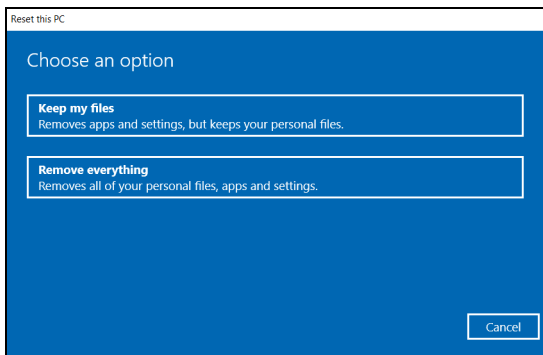 Reset this PC
Choose an option
Keep my files
Removes apps and settings, but keeps your personal files.
Remove everything
Removes all of your personal files, apps and settings.
Cancel